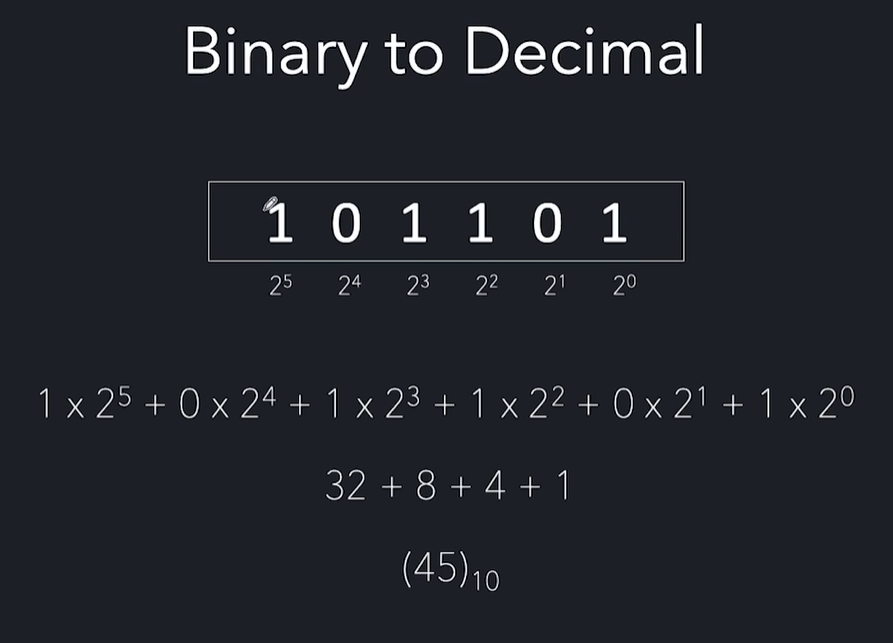 Binary to Decimal
1 0 1 1 0 1
2⁵ 2⁴ 2³ 2² 2¹ 2⁰
1 x 2⁵ + 0 x 2⁴ + 1 x 2³ + 1 x 2² + 0 x 2¹ + 1 x 2⁰
32 + 8 + 4 + 1
(45)₁₀